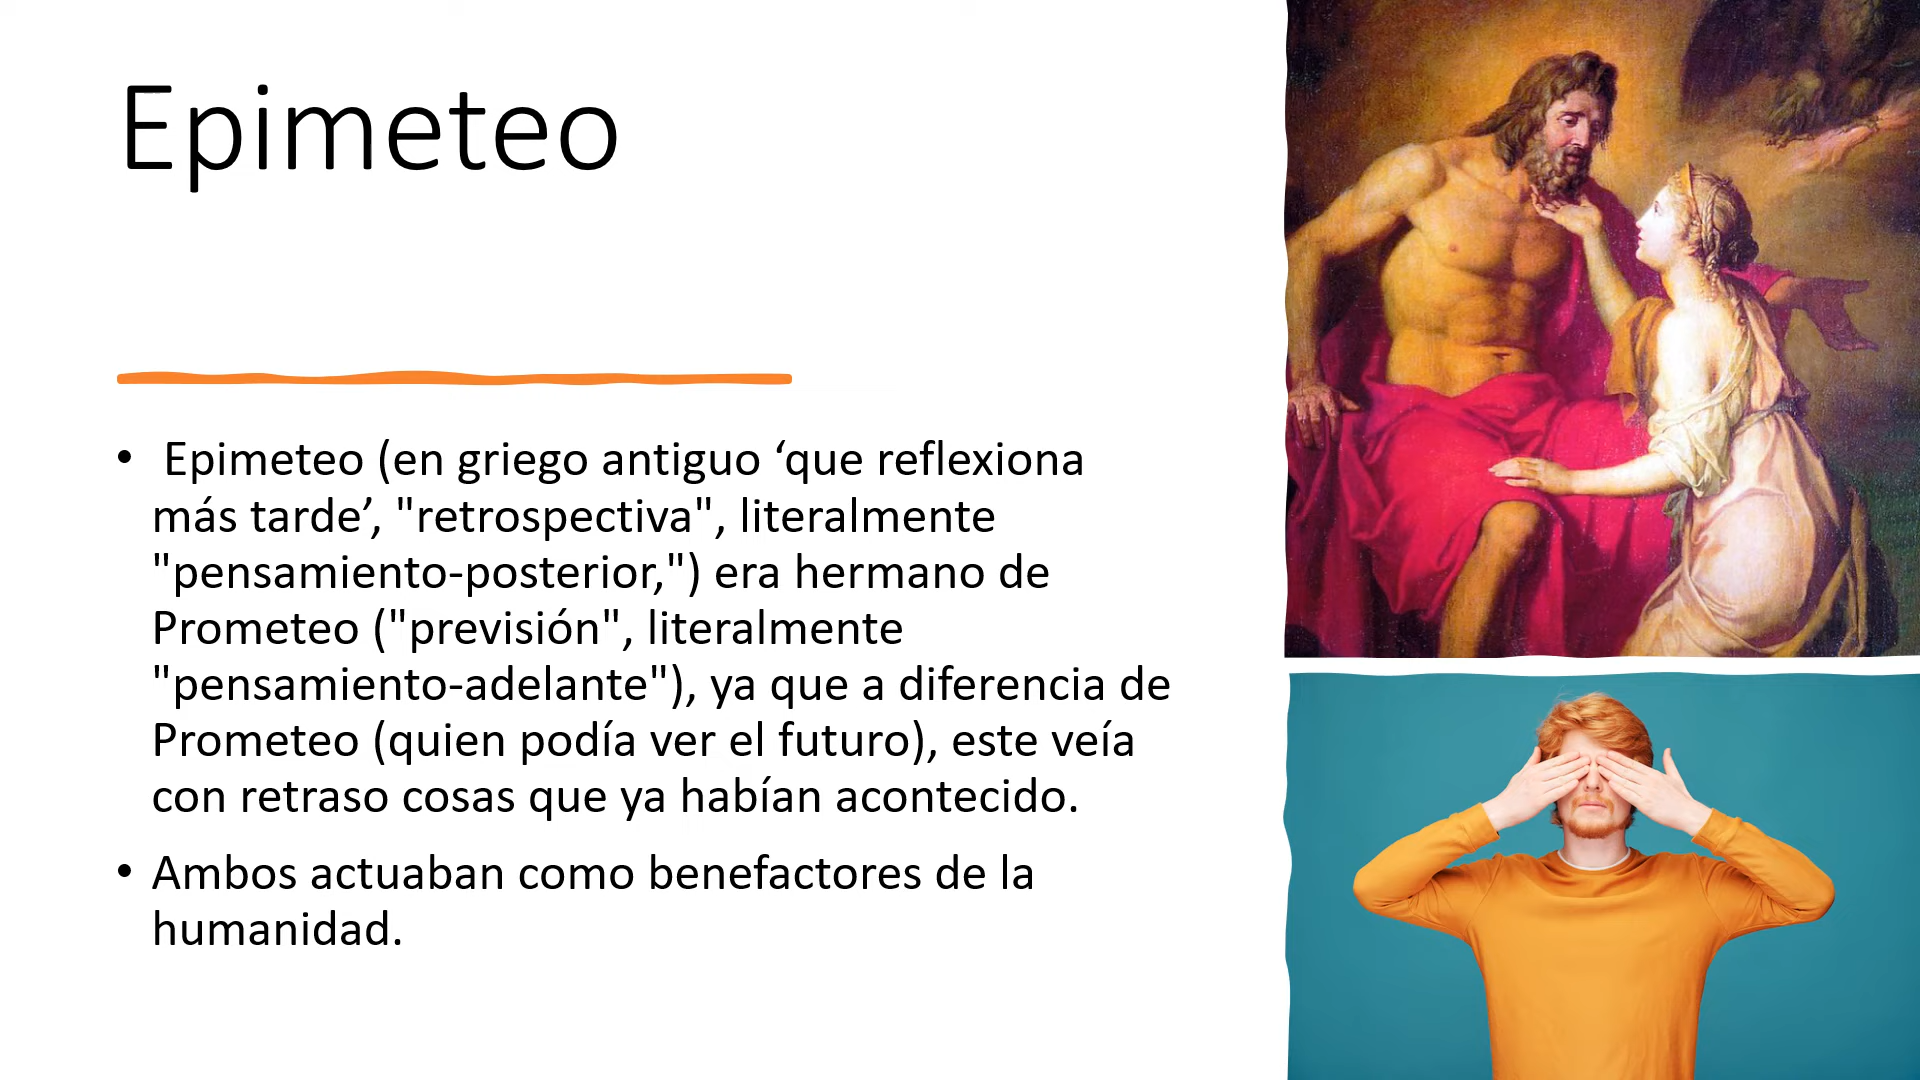 Epimeteo
• Epimeteo (en griego antiguo ‘que reflexiona
más tarde’, "retrospectiva", literalmente
"pensamiento-posterior,") era hermano de
Prometeo ("previsión", literalmente
"pensamiento-adelante"), ya que a diferencia de
Prometeo (quien podía ver el futuro), este veía
con retraso cosas que ya habían acontecido.
• Ambos actuaban como benefactores de la
humanidad.